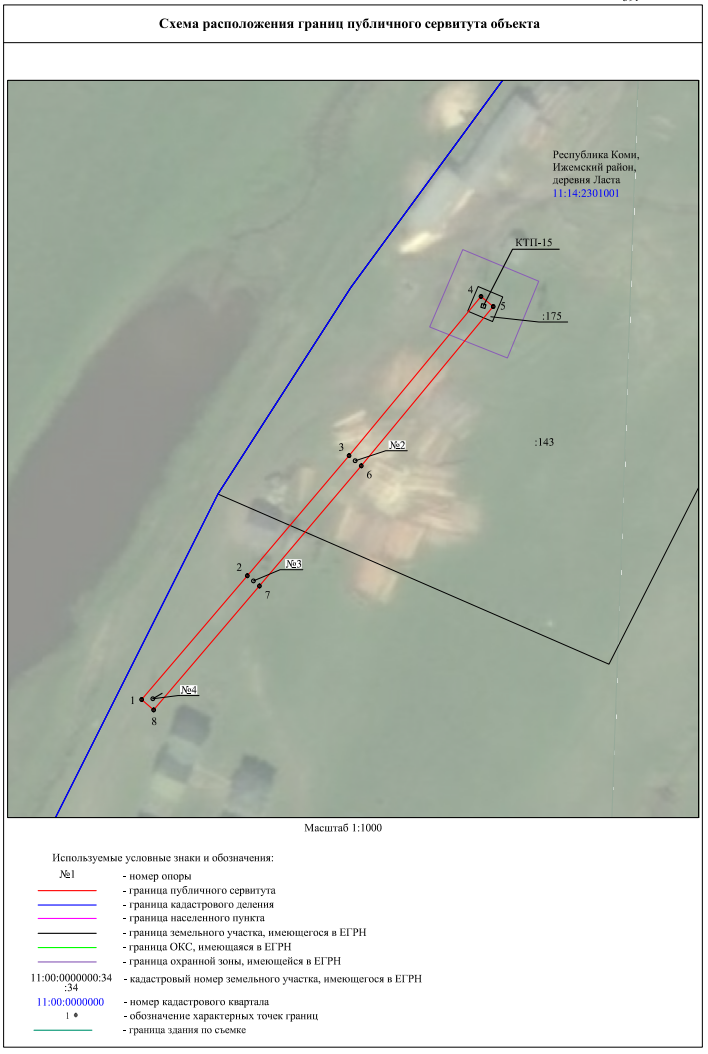 Схема расположения границ публичного сервитута объекта
Республика Коми,
Ижемский район,
деревня Ласта
11:14:2301001
КТП-15
4
5
:175
:143
3
№2
6
2
№3
7
1
№4
8
Масштаб 1:1000
Используемые условные знаки и обозначения:
№1 - номер опоры
- граница публичного сервитута
- граница кадастрового деления
- граница населенного пункта
- граница земельного участка, имеющегося в ЕГРН
- граница ОКС, имеющаяся в ЕГРН
- граница охранной зоны, имеющейся в ЕГРН
11:00:0000000:34 - кадастровый номер земельного участка, имеющегося в ЕГРН
:34
11:00:0000000 - номер кадастрового квартала
1 - обозначение характерных точек границ
- граница здания по съемке